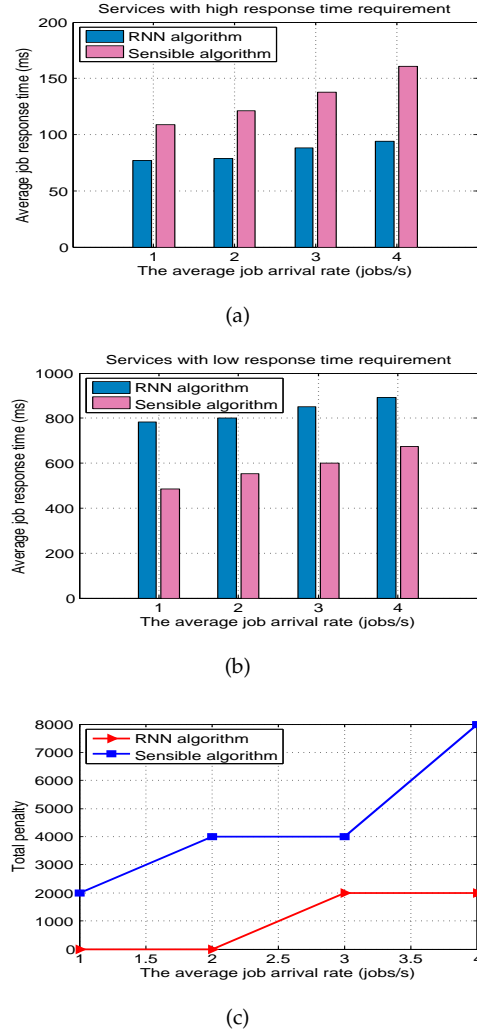 Services with high response time requirement
RNN algorithm
Sensible algorithm
Average job response time (ms)
200
150
100
50
0
1 2 3 4
The average job arrival rate (jobs/s)
(a)
Services with low response time requirement
RNN algorithm
Sensible algorithm
Average job response time (ms)
1000
800
600
400
200
0
1 2 3 4
The average job arrival rate (jobs/s)
(b)
RNN algorithm
Sensible algorithm
Total penalty
8000
7000
6000
5000
4000
3000
2000
1000
0
1 1.5 2 2.5 3 3.5 4
The average job arrival rate (jobs/s)
(c)